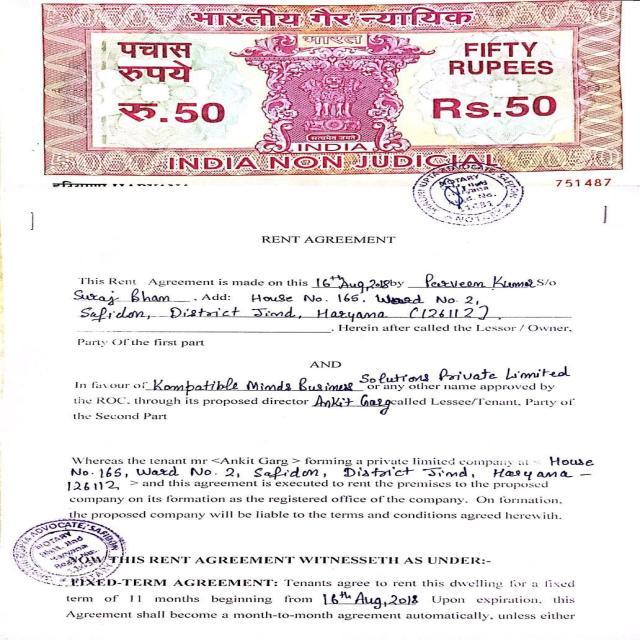 भारतीय गैर न्यायिक
भारत
पचास
रुपये
रु.50
FIFTY
RUPEES
Rs.50
सत्यमेव जयते
INDIA
INDIA NON JUDICIAL
हरियाणा HARYANA
751487
NOTARY
RENT AGREEMENT
This Rent Agreement is made on this 16th Aug, 2018 by Parveen Kumar S/o
Suraj Bhan . Add: House No. 165, Ward No. 2,
Safidon, District Jind, Haryana (126112)
. Herein after called the Lessor / Owner,
Party Of the first part
AND
In favour of Kompatible Minds Business Solutions Private Limited or any other name approved by
the ROC, through its proposed director Ankit Garg called Lessee/Tenant, Party of
the Second Part
Whereas the tenant mr <Ankit Garg > forming a private limited company at < House
No. 165, Ward No. 2, Safidon, District Jind, Haryana -
126112 > and this agreement is executed to rent the premises to the proposed
company on its formation as the registered office of the company. On formation,
the proposed company will be liable to the terms and conditions agreed herewith.
NOW THIS RENT AGREEMENT WITNESSETH AS UNDER:-
FIXED-TERM AGREEMENT: Tenants agree to rent this dwelling for a fixed
term of 11 months beginning from 16th Aug, 2018 Upon expiration, this
Agreement shall become a month-to-month agreement automatically, unless either